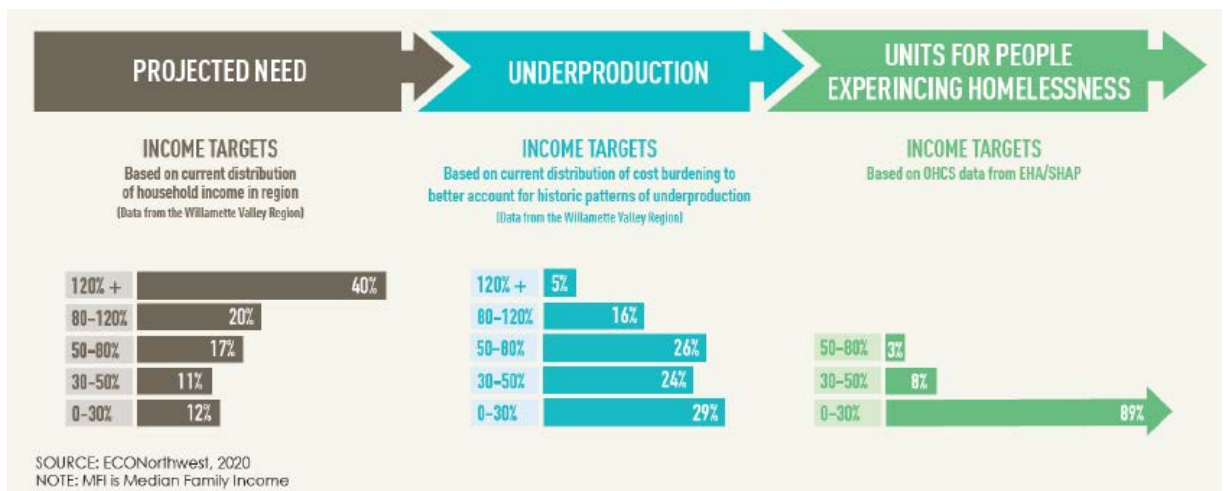 PROJECTED NEED
UNDERPRODUCTION
UNITS FOR PEOPLE
EXPERINCING HOMELESSNESS
INCOME TARGETS
Based on current distribution
of household income in region
(Data from the Willamette Valley Region)
INCOME TARGETS
Based on current distribution of cost burdening to
better account for historic patterns of underproduction
(Data from the Willamette Valley Region)
INCOME TARGETS
Based on OHCS data from EHA/SHAP
120% + 40%
80-120% 20%
50-80% 17%
30-50% 11%
0-30% 12%
120% + 5%
80-120% 16%
50-80% 26%
30-50% 24%
0-30% 29%
50-80% 3%
30-50% 8%
0-30% 89%
SOURCE: ECONorthwest, 2020
NOTE: MFI is Median Family Income